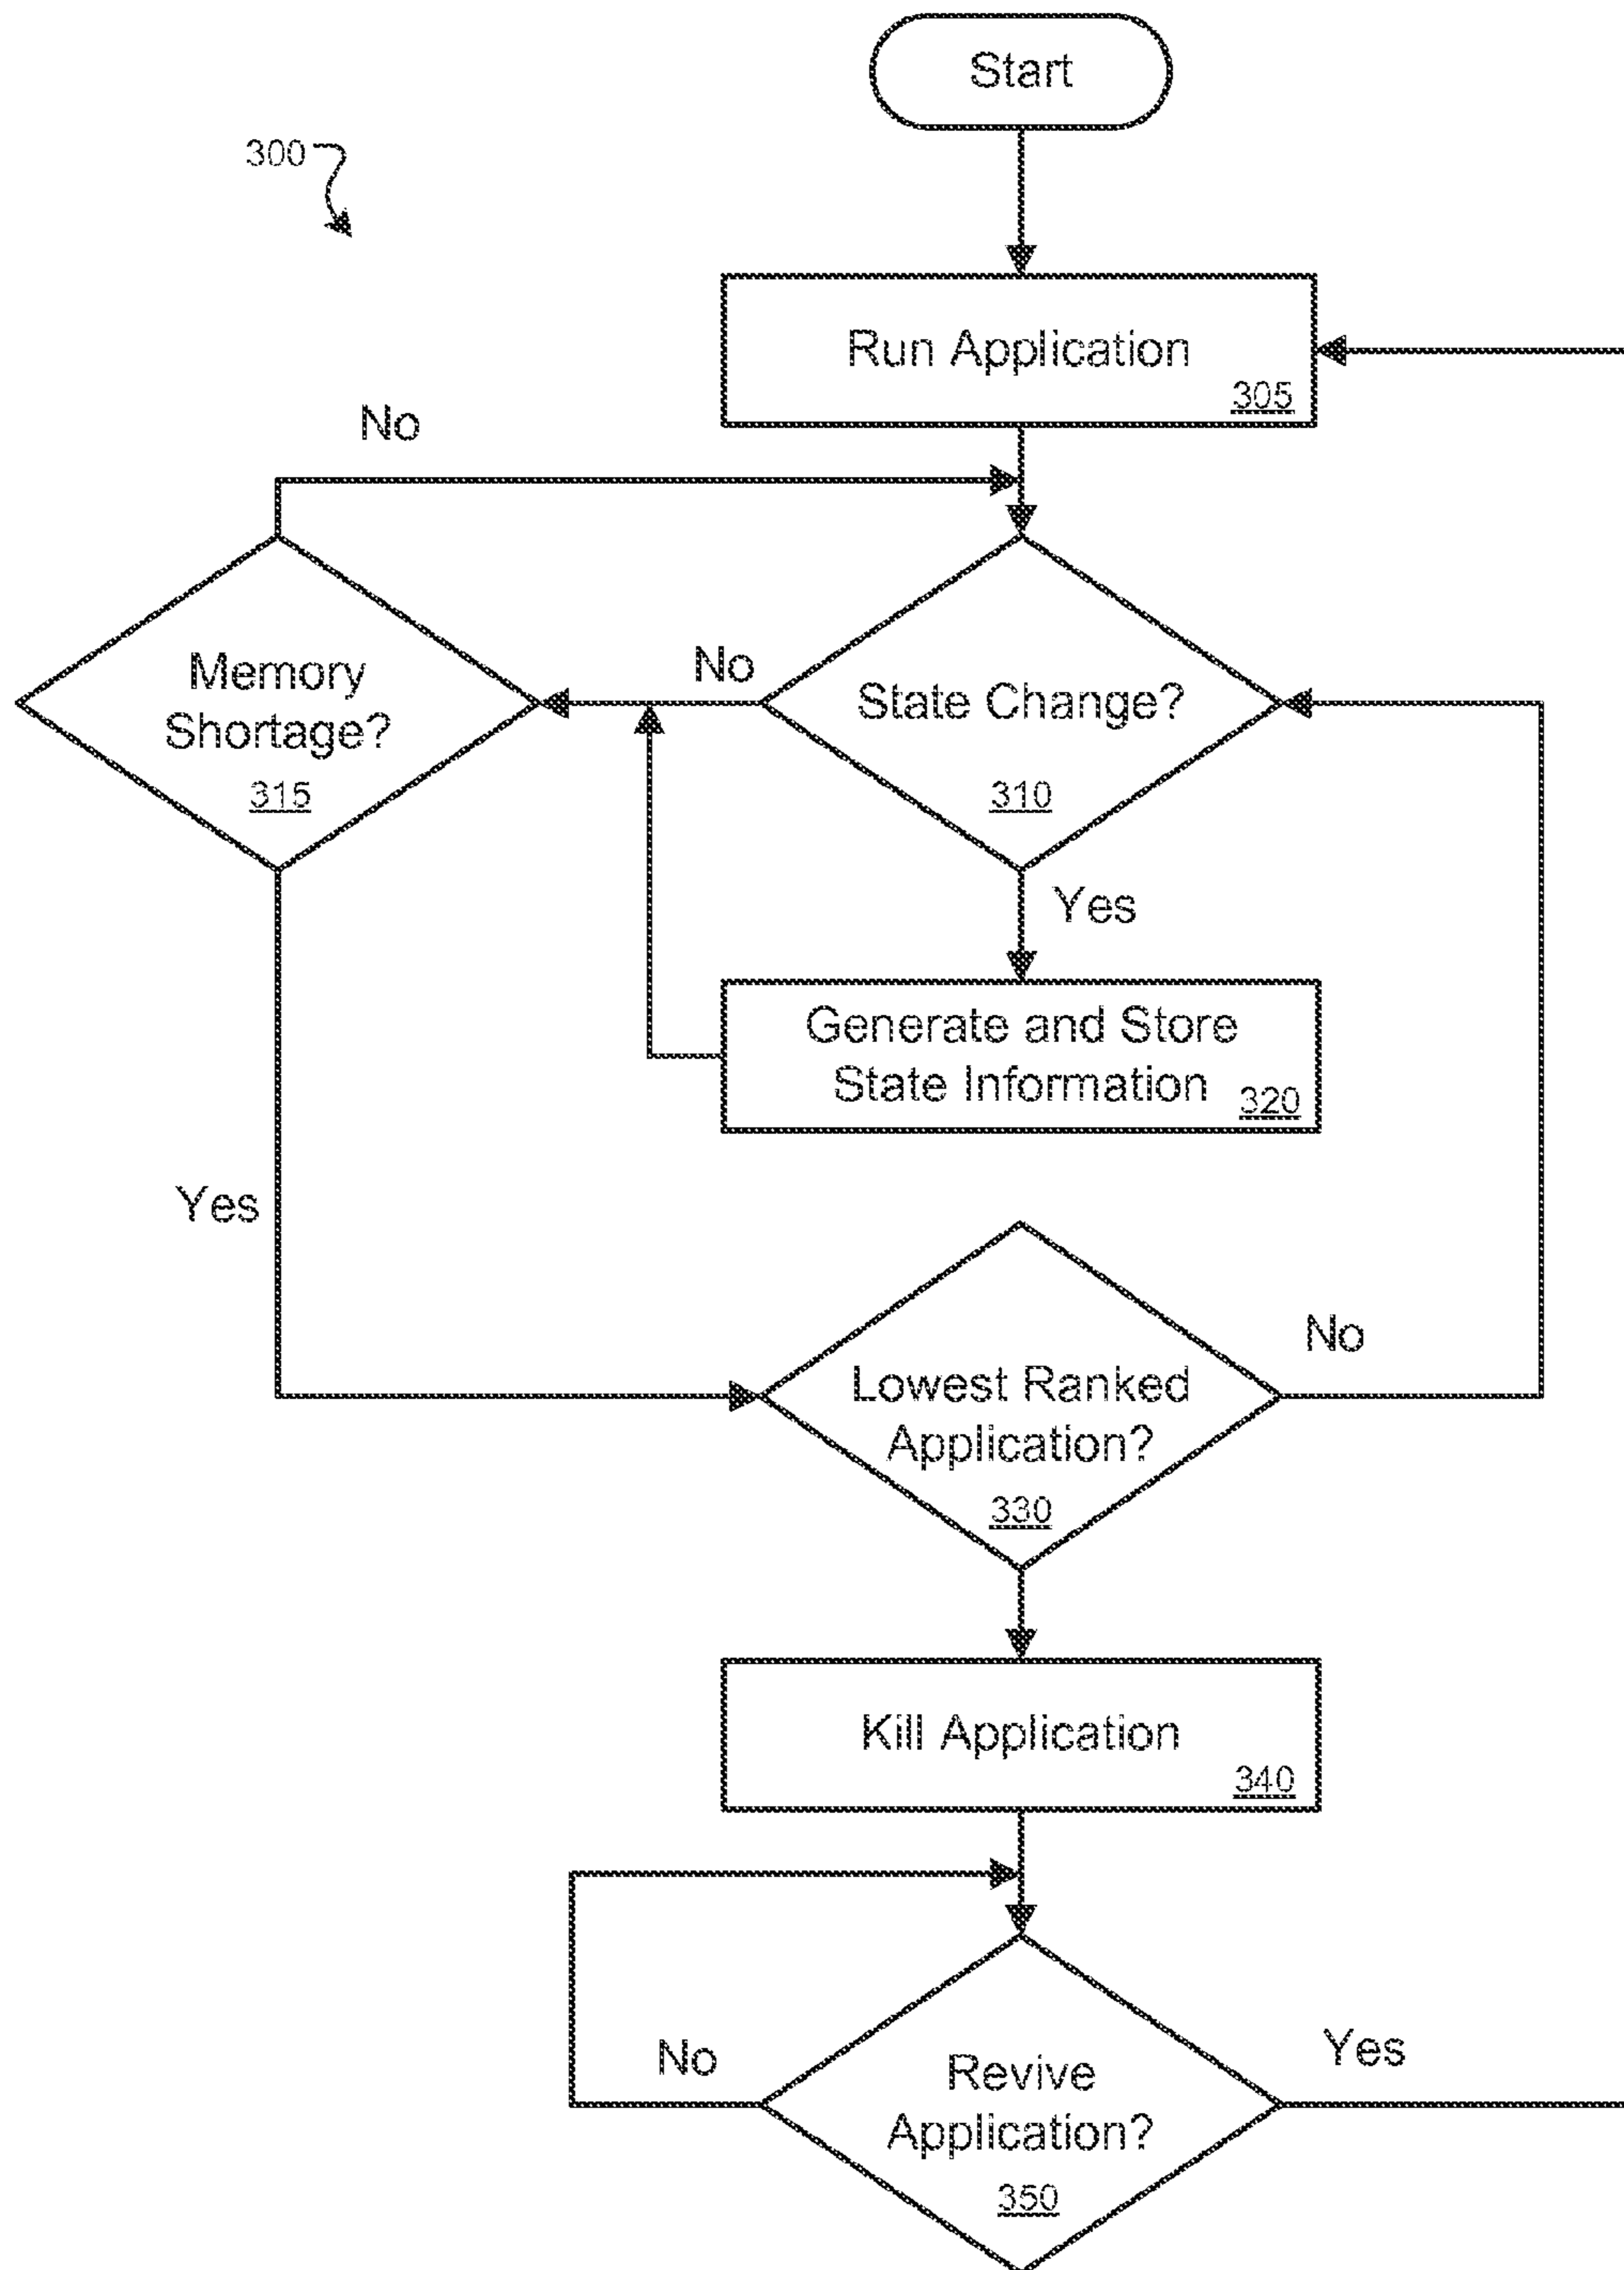 Start
300
Run Application
305
No
Memory
Shortage?
315
No
State Change?
310
Yes
Generate and Store
State Information
320
Yes
Lowest Ranked
Application?
330
No
Kill Application
340
No
Revive
Application?
350
Yes